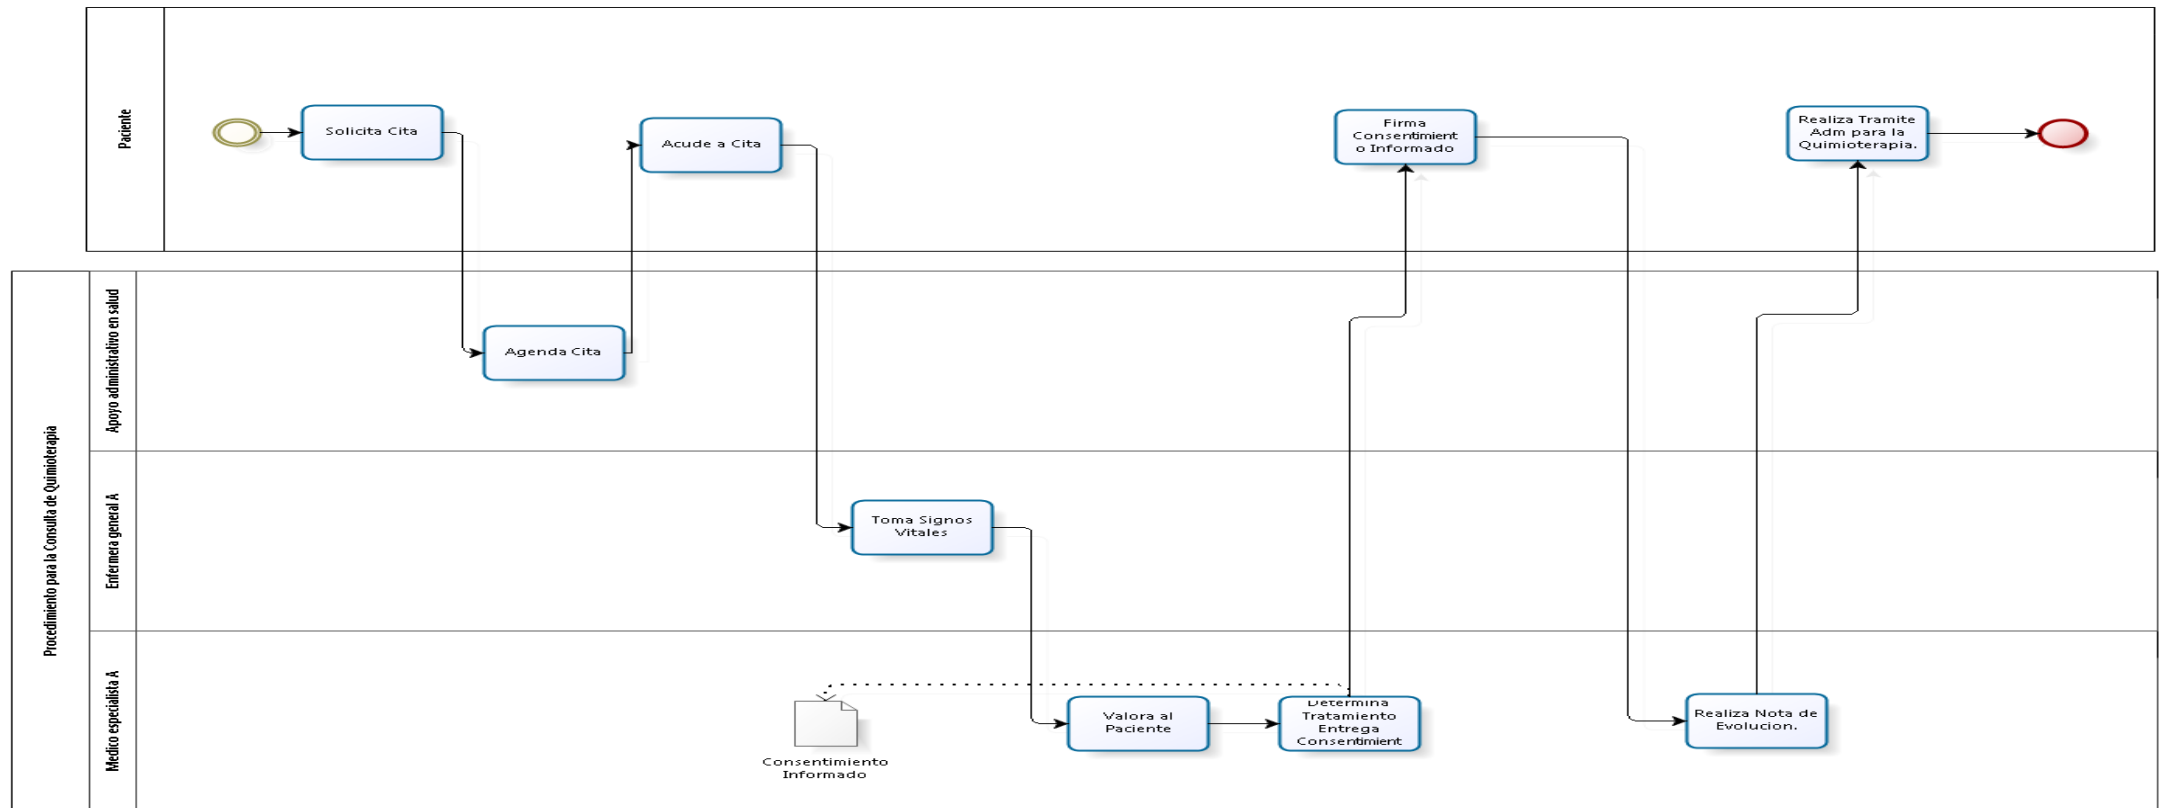 Paciente
Solicita Cita
Acude a Cita
Firma
Consentimient
o Informado
Realiza Tramite
Adm para la
Quimioterapia.
Procedimiento para la Consulta de Quimioterapia
Apoyo administrativo en salud
Agenda Cita
Enfermera general A
Toma Signos
Vitales
Medico especialista A
Consentimiento
Informado
Valora al
Paciente
Determina
Tratamiento
Entrega
Consentimient
Realiza Nota de
Evolucion.